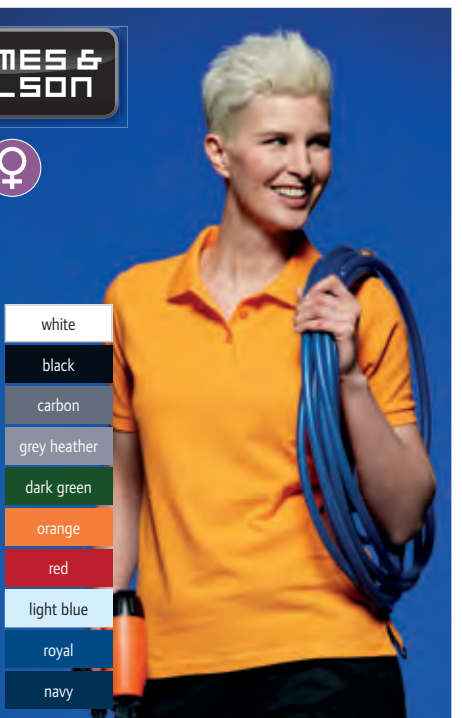 MES &
LSON
white
black
carbon
grey heather
dark green
orange
red
light blue
royal
navy